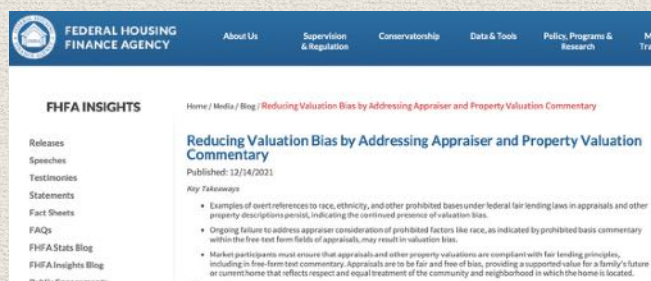 FEDERAL HOUSING
FINANCE AGENCY
About Us
Supervision
& Regulation
Conservatorship
Data & Tools
Policy, Programs &
Research
FHFA INSIGHTS
Home / Media / Blog / Reducing Valuation Bias by Addressing Appraiser and Property Valuation Commentary
Releases
Speeches
Testimonies
Statements
Fact Sheets
FAQs
FHFA Stats Blog
FHFA Insights Blog
Reducing Valuation Bias by Addressing Appraiser and Property Valuation
Commentary
Published: 12/14/2021
Key Takeaways
• Examples of overt references to race, ethnicity, and other prohibited bases under federal fair lending laws in appraisals and other
property descriptions persist, indicating the continued presence of valuation bias.
• Ongoing failure to address appraiser consideration of prohibited factors like race, as indicated by prohibited basis commentary
within the free-text form fields of appraisals, may result in valuation bias.
• Market participants must ensure that appraisals and other property valuations are compliant with fair lending principles,
including in free-form text commentary. Appraisals are to be fair and free of bias, providing a supported value for a family's future
or current home that reflects respect and equal treatment of the community and neighborhood in which the home is located.